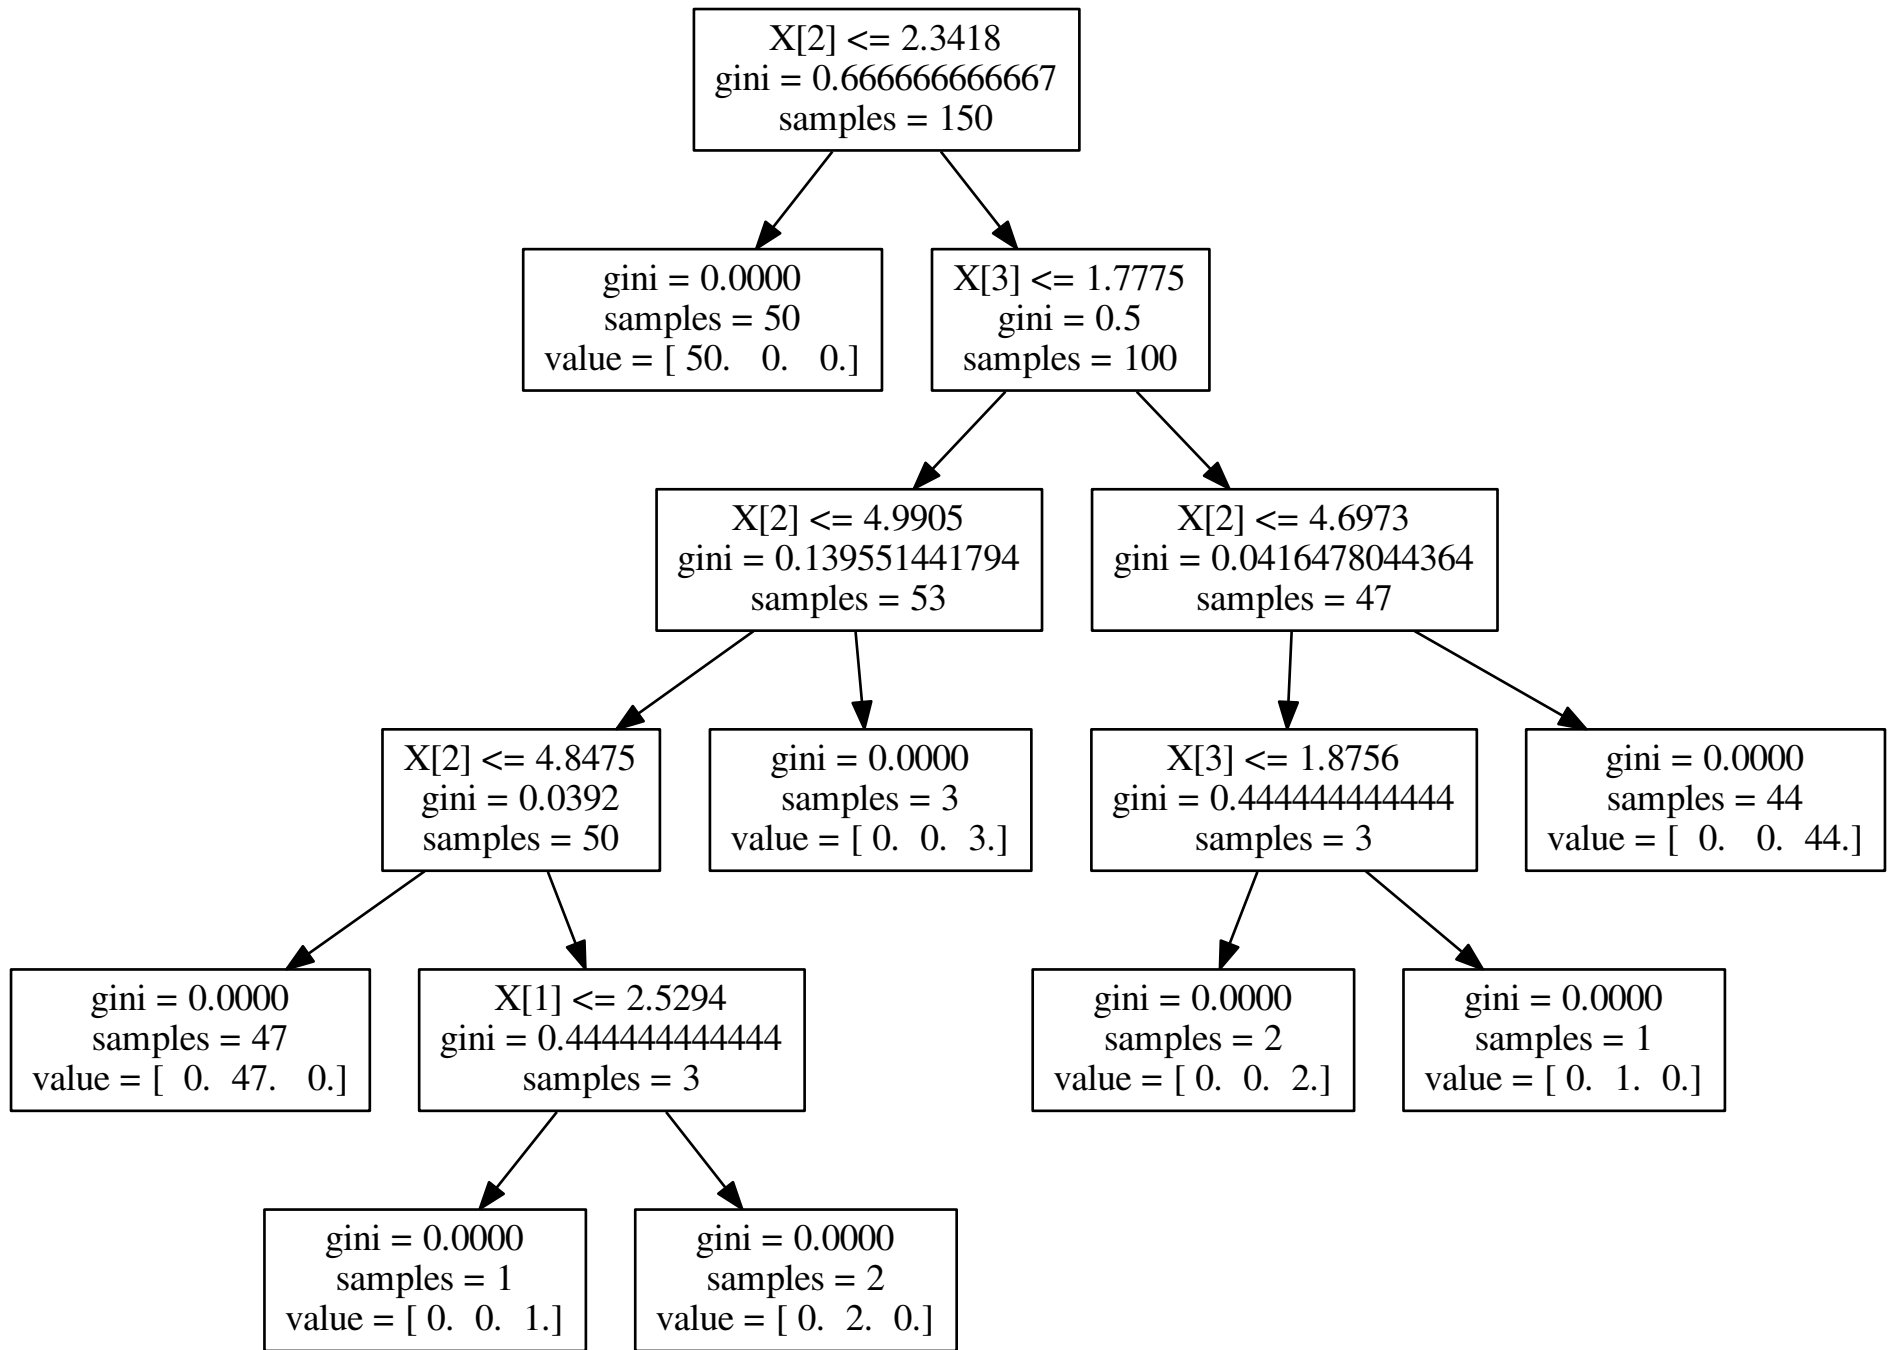 X[2] <= 2.3418
gini = 0.666666666667
samples = 150
gini = 0.0000
samples = 50
value = [ 50.   0.   0.]
X[3] <= 1.7775
gini = 0.5
samples = 100
X[2] <= 4.9905
gini = 0.139551441794
samples = 53
X[2] <= 4.6973
gini = 0.0416478044364
samples = 47
X[2] <= 4.8475
gini = 0.0392
samples = 50
gini = 0.0000
samples = 3
value = [ 0.  0.  3.]
X[3] <= 1.8756
gini = 0.444444444444
samples = 3
gini = 0.0000
samples = 44
value = [  0.   0.  44.]
gini = 0.0000
samples = 47
value = [  0.  47.   0.]
X[1] <= 2.5294
gini = 0.444444444444
samples = 3
gini = 0.0000
samples = 2
value = [ 0.  0.  2.]
gini = 0.0000
samples = 1
value = [ 0.  1.  0.]
gini = 0.0000
samples = 1
value = [ 0.  0.  1.]
gini = 0.0000
samples = 2
value = [ 0.  2.  0.]